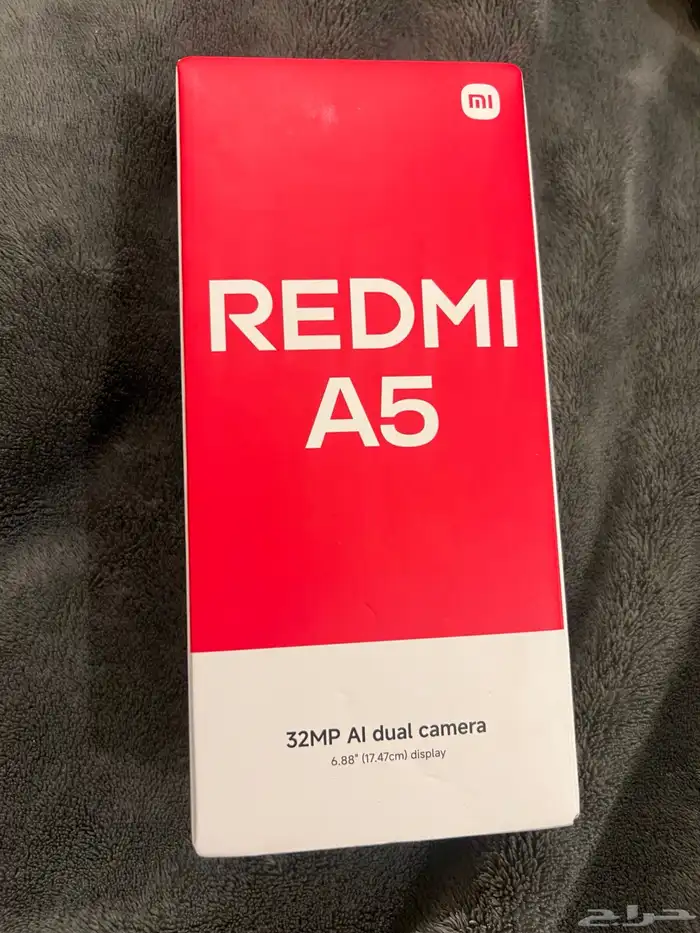 mi
REDMI
A5
32MP AI dual camera
6.88" (17.47cm) display
حراج